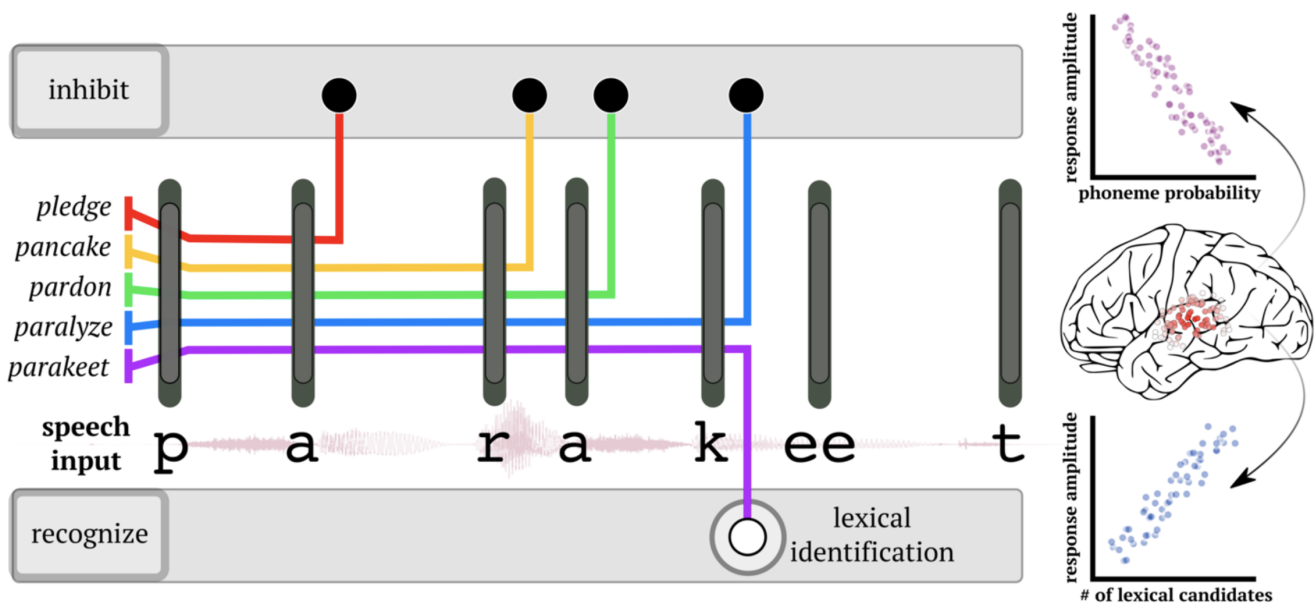 inhibit
pledge
pancake
pardon
paralyze
parakeet
speech
input
p a r a k ee t
recognize
lexical
identification
response amplitude
phoneme probability
response amplitude
# of lexical candidates